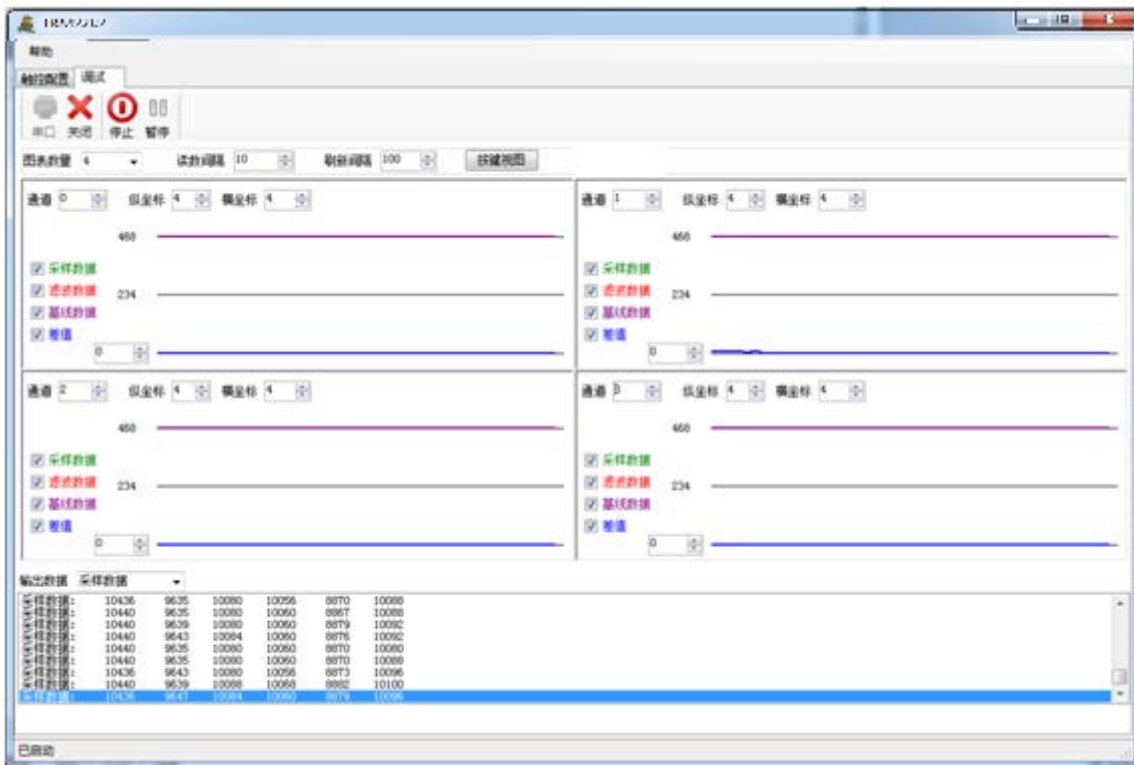 帮助
触控配置 调试
串口 关闭 停止 暂停
图表数量 4 读数间隔 10 刷新间隔 100 按键视图
通道 0 纵坐标 4 横坐标 4
468
采样数据
滤波数据 234
基线数据
差值
0
通道 1 纵坐标 4 横坐标 4
468
采样数据
滤波数据 234
基线数据
差值
0
通道 2 纵坐标 4 横坐标 4
468
采样数据
滤波数据 234
基线数据
差值
0
通道 3 纵坐标 4 横坐标 4
468
采样数据
滤波数据 234
基线数据
差值
0
输出数据 采样数据
采样数据: 10436 9635 10080 10056 8870 10088
采样数据: 10440 9635 10080 10060 8867 10088
采样数据: 10440 9639 10080 10060 8879 10092
采样数据: 10440 9643 10084 10060 8876 10092
采样数据: 10440 9635 10080 10060 8870 10080
采样数据: 10440 9635 10080 10060 8870 10088
采样数据: 10436 9643 10080 10056 8873 10096
采样数据: 10440 9639 10088 10068 8882 10100
采样数据: 10436 9647 10084 10060 8879 10096
已启动